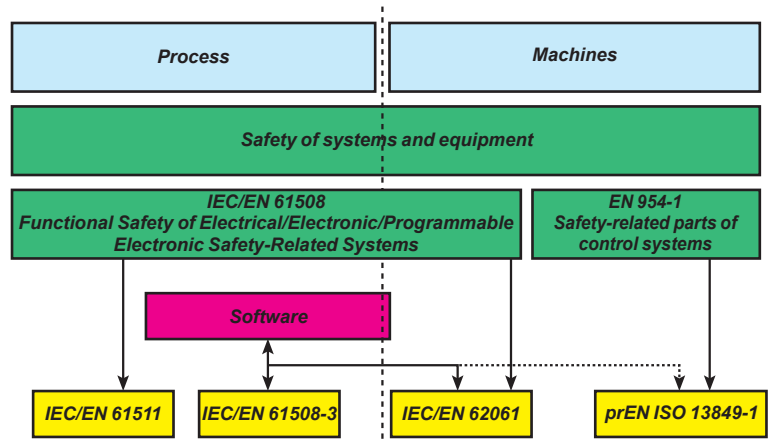 Process
Machines
Safety of systems and equipment
IEC/EN 61508
Functional Safety of Electrical/Electronic/Programmable
Electronic Safety-Related Systems
EN 954-1
Safety-related parts of
control systems
Software
IEC/EN 61511
IEC/EN 61508-3
IEC/EN 62061
prEN ISO 13849-1